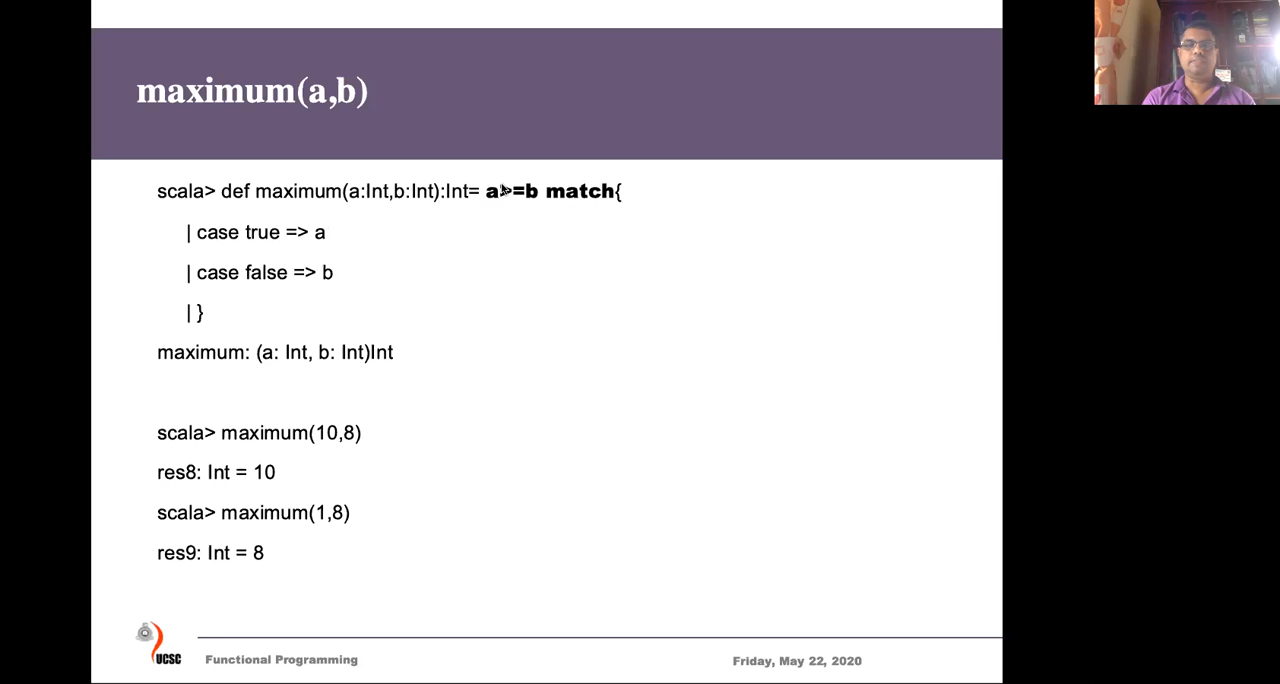 maximum(a,b)
scala> def maximum(a:Int,b:Int):Int= a>=b match{
| case true => a
| case false => b
| }
maximum: (a: Int, b: Int)Int
scala> maximum(10,8)
res8: Int = 10
scala> maximum(1,8)
res9: Int = 8
UCSC
Functional Programming
Friday, May 22, 2020